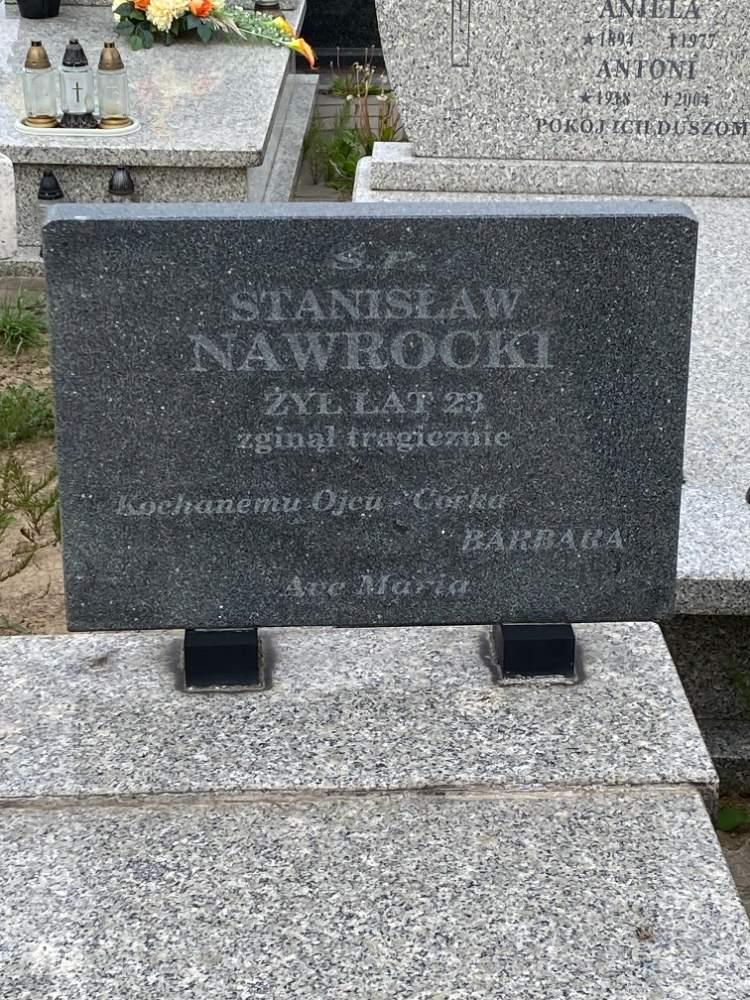 ANIELA
★1894 †1977
ANTONI
★1918 †2004
POKÓJ ICH DUSZOM
Ś.P.
STANISŁAW
NAWROCKI
ŻYŁ LAT 23
zginął tragicznie
Kochanemu Ojcu - Córka
BARBARA
Ave Maria